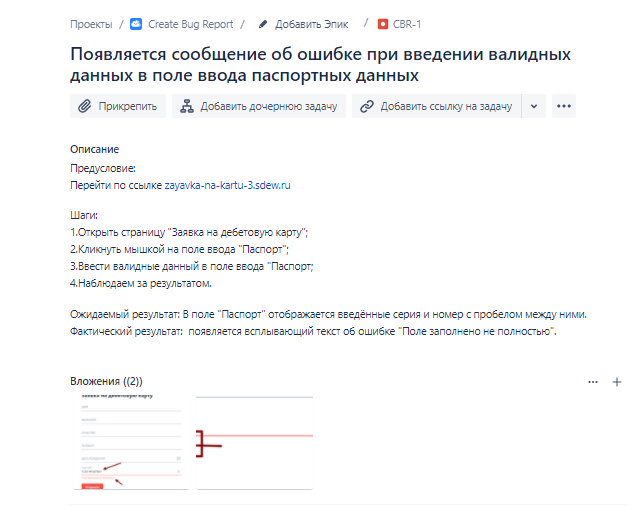 Проекты / Create Bug Report / Добавить Эпик / CBR-1
Появляется сообщение об ошибке при введении валидных
данных в поле ввода паспортных данных
Прикрепить Добавить дочернюю задачу Добавить ссылку на задачу
Описание
Предусловие:
Перейти по ссылке zayavka-na-kartu-3.sdew.ru
Шаги:
1.Открыть страницу "Заявка на дебетовую карту";
2.Кликнуть мышкой на поле ввода "Паспорт";
3.Ввести валидные данный в поле ввода "Паспорт;
4.Наблюдаем за результатом.
Ожидаемый результат: В поле "Паспорт" отображается введённые серия и номер с пробелом между ними.
Фактический результат: появляется всплывающий текст об ошибке "Поле заполнено не полностью".
Вложения ((2))
Заявка на дебетовую карту